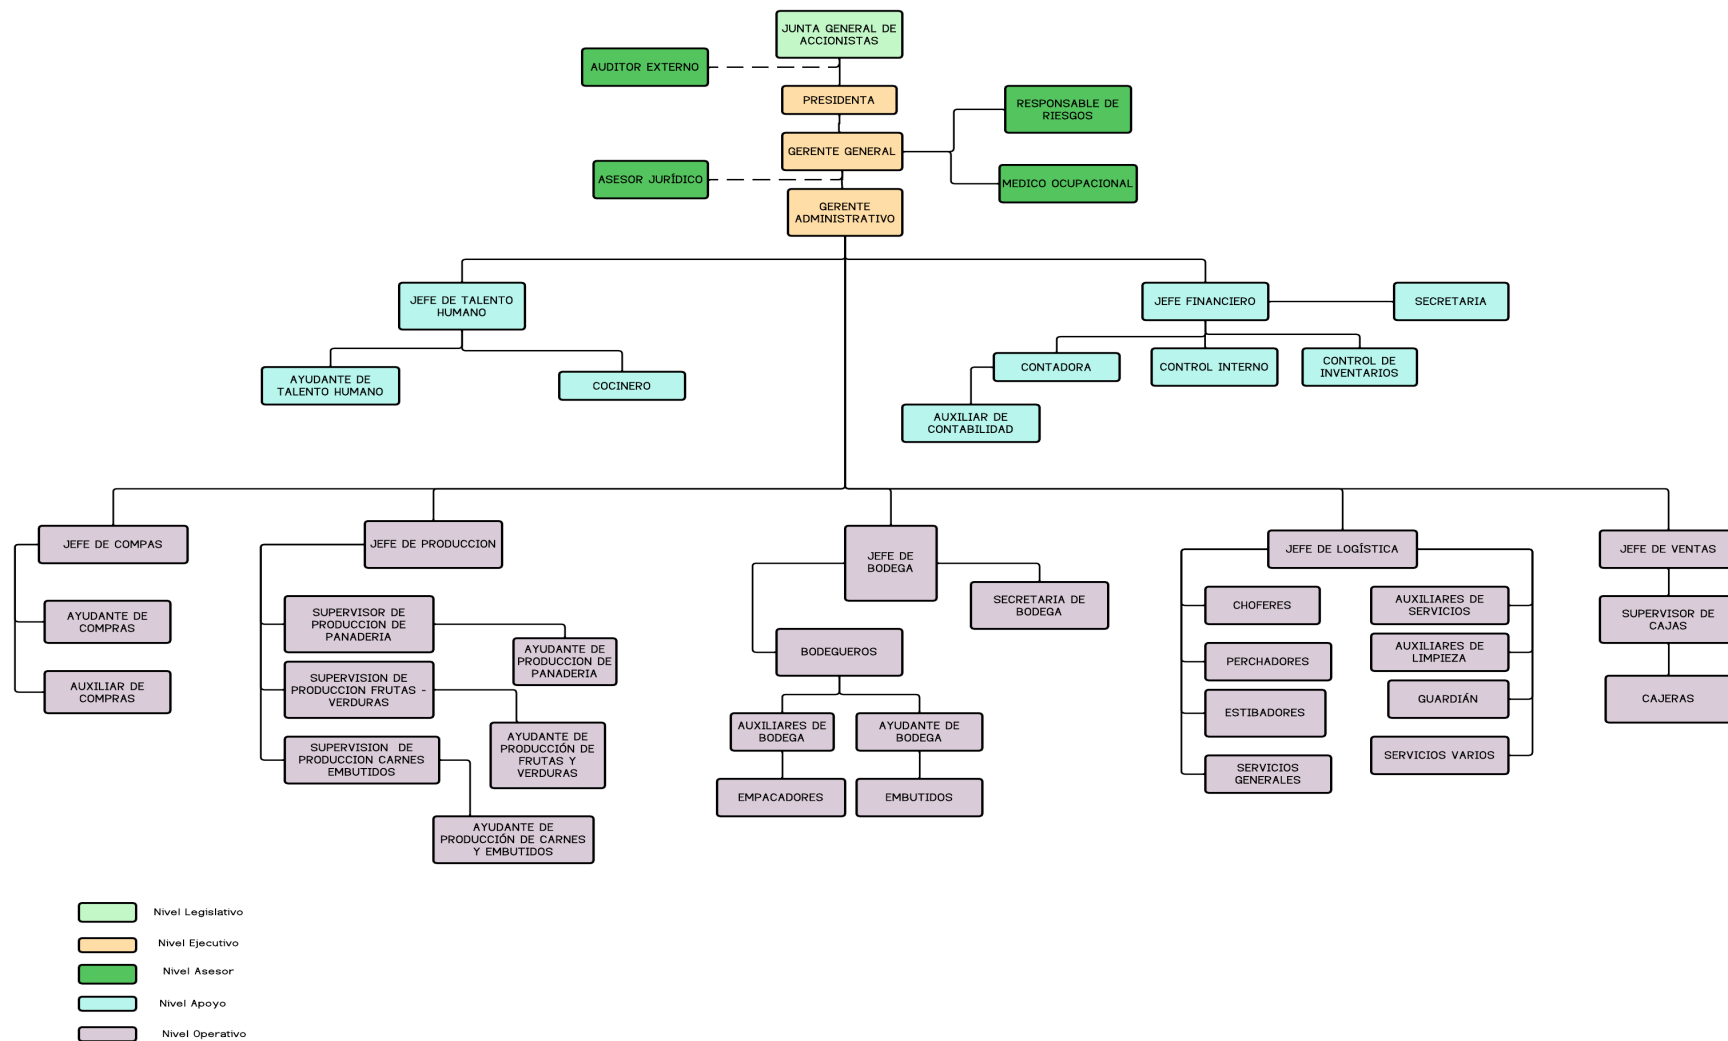 JUNTA GENERAL DE
ACCIONISTAS
AUDITOR EXTERNO
PRESIDENTA
RESPONSABLE DE
RIESGOS
GERENTE GENERAL
ASESOR JURÍDICO
MEDICO OCUPACIONAL
GERENTE
ADMINISTRATIVO
JEFE DE TALENTO
HUMANO
JEFE FINANCIERO
SECRETARIA
AYUDANTE DE
TALENTO HUMANO
COCINERO
CONTADORA
CONTROL INTERNO
CONTROL DE
INVENTARIOS
AUXILIAR DE
CONTABILIDAD
JEFE DE COMPAS
AYUDANTE DE
COMPRAS
AUXILIAR DE
COMPRAS
JEFE DE PRODUCCION
SUPERVISOR DE
PRODUCCION DE
PANADERIA
AYUDANTE DE
PRODUCCION DE
PANADERIA
SUPERVISION DE
PRODUCCION FRUTAS -
VERDURAS
AYUDANTE DE
PRODUCCIÓN DE
FRUTAS Y
VERDURAS
SUPERVISION DE
PRODUCCION CARNES
EMBUTIDOS
AYUDANTE DE
PRODUCCIÓN DE CARNES
Y EMBUTIDOS
JEFE DE
BODEGA
SECRETARIA DE
BODEGA
BODEGUEROS
AUXILIARES DE
BODEGA
AYUDANTE DE
BODEGA
EMPACADORES
EMBUTIDOS
JEFE DE LOGÍSTICA
CHOFERES
PERCHADORES
ESTIBADORES
SERVICIOS
GENERALES
AUXILIARES DE
SERVICIOS
AUXILIARES DE
LIMPIEZA
GUARDIÁN
SERVICIOS VARIOS
JEFE DE VENTAS
SUPERVISOR DE
CAJAS
CAJERAS
Nivel Legislativo
Nivel Ejecutivo
Nivel Asesor
Nivel Apoyo
Nivel Operativo